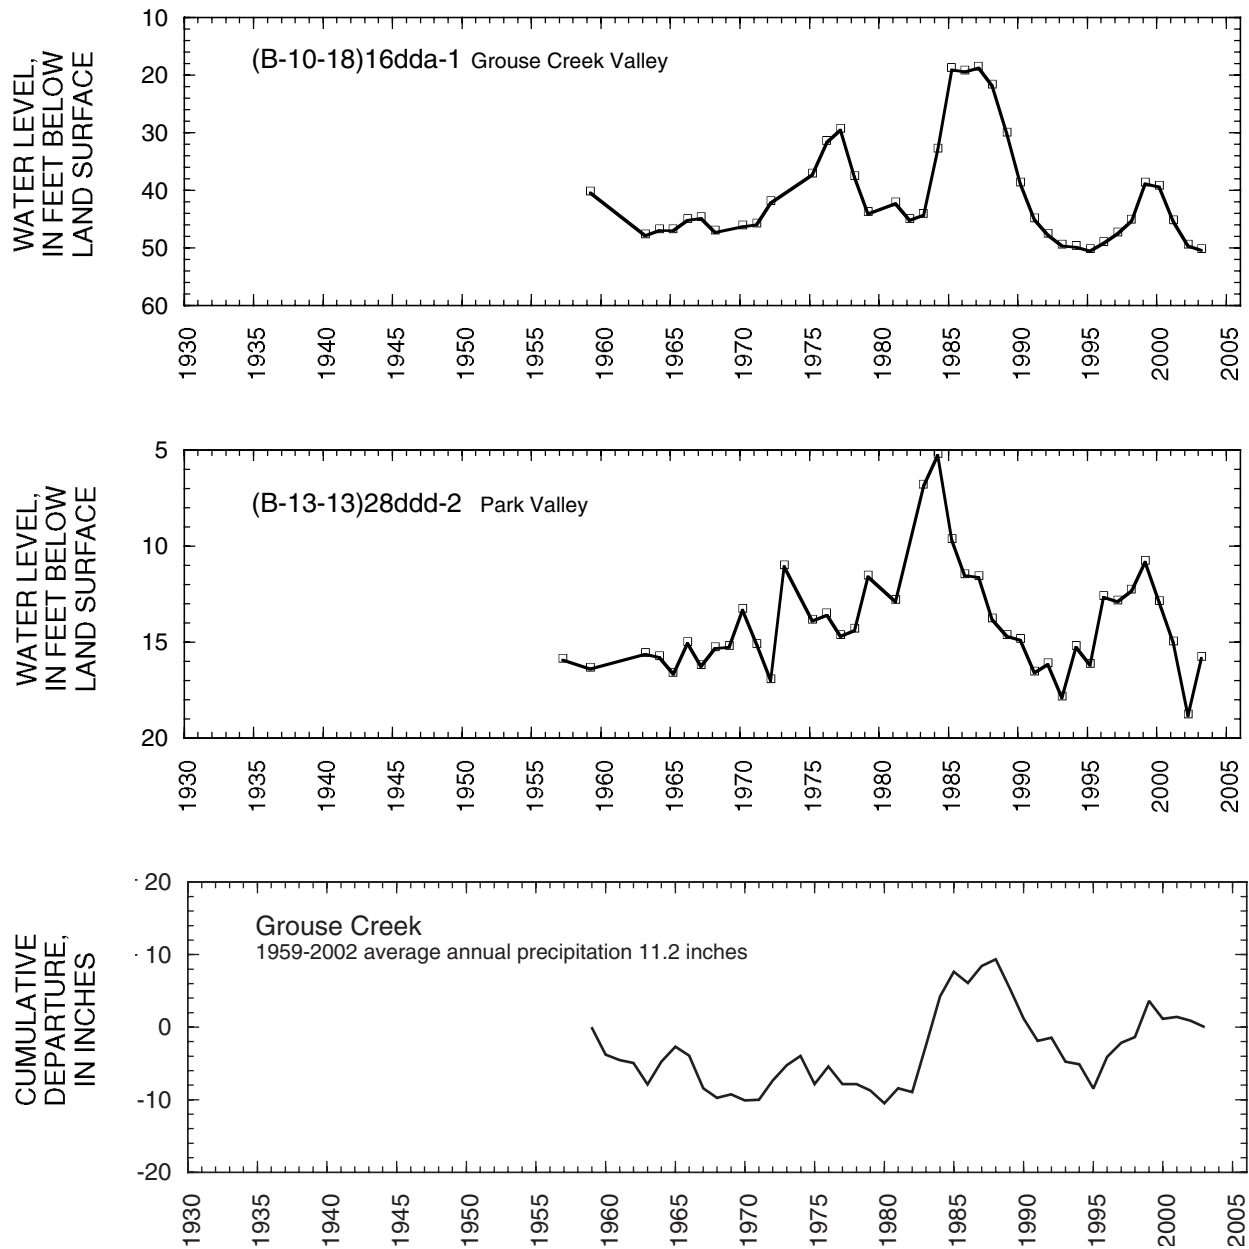 WATER LEVEL,
IN FEET BELOW
LAND SURFACE
10
20
30
40
50
60
(B-10-18)16dda-1 Grouse Creek Valley
1930 1935 1940 1945 1950 1955 1960 1965 1970 1975 1980 1985 1990 1995 2000 2005
WATER LEVEL,
IN FEET BELOW
LAND SURFACE
5
10
15
20
(B-13-13)28ddd-2 Park Valley
1930 1935 1940 1945 1950 1955 1960 1965 1970 1975 1980 1985 1990 1995 2000 2005
CUMULATIVE
DEPARTURE,
IN INCHES
20
10
0
-10
-20
Grouse Creek
1959-2002 average annual precipitation 11.2 inches
1930 1935 1940 1945 1950 1955 1960 1965 1970 1975 1980 1985 1990 1995 2000 2005